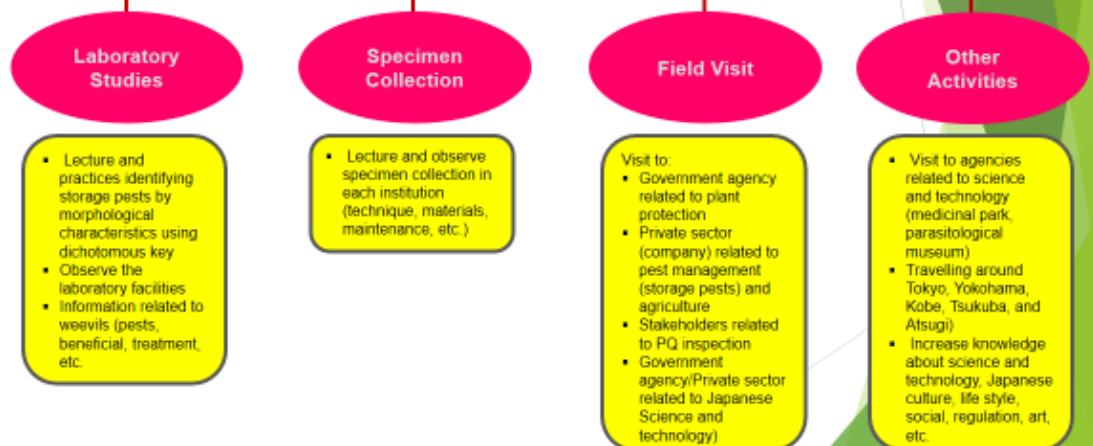 Laboratory
Studies
Specimen
Collection
Field Visit
Other
Activities
▪ Lecture and
practices identifying
storage pests by
morphological
characteristics using
dichotomous key
▪ Observe the
laboratory facilities
▪ Information related to
weevils (pests,
beneficial, treatment,
etc.
▪ Lecture and observe
specimen collection in
each institution
(technique, materials,
maintenance, etc.)
Visit to:
▪ Government agency
related to plant
protection
▪ Private sector
(company) related to
pest management
(storage pests) and
agriculture
▪ Stakeholders related
to PQ inspection
▪ Government
agency/Private sector
related to Japanese
Science and
technology)
▪ Visit to agencies
related to science
and technology
(medicinal park,
parasitological
museum)
▪ Travelling around
Tokyo, Yokohama,
Kobe, Tsukuba, and
Atsugi)
▪ Increase knowledge
about science and
technology, Japanese
culture, life style,
social, regulation, art,
etc.